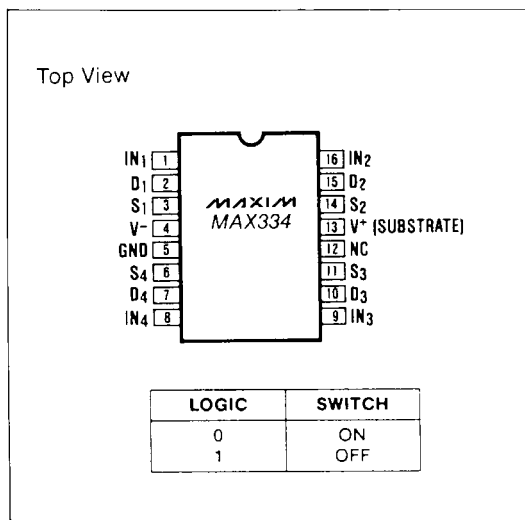 Top View
IN1 1
D1 2
S1 3
V- 4
GND 5
S4 6
D4 7
IN4 8
MAXIM
MAX334
16 IN2
15 D2
14 S2
13 V+ (SUBSTRATE)
12 NC
11 S3
10 D3
9 IN3
LOGIC SWITCH
0 ON
1 OFF